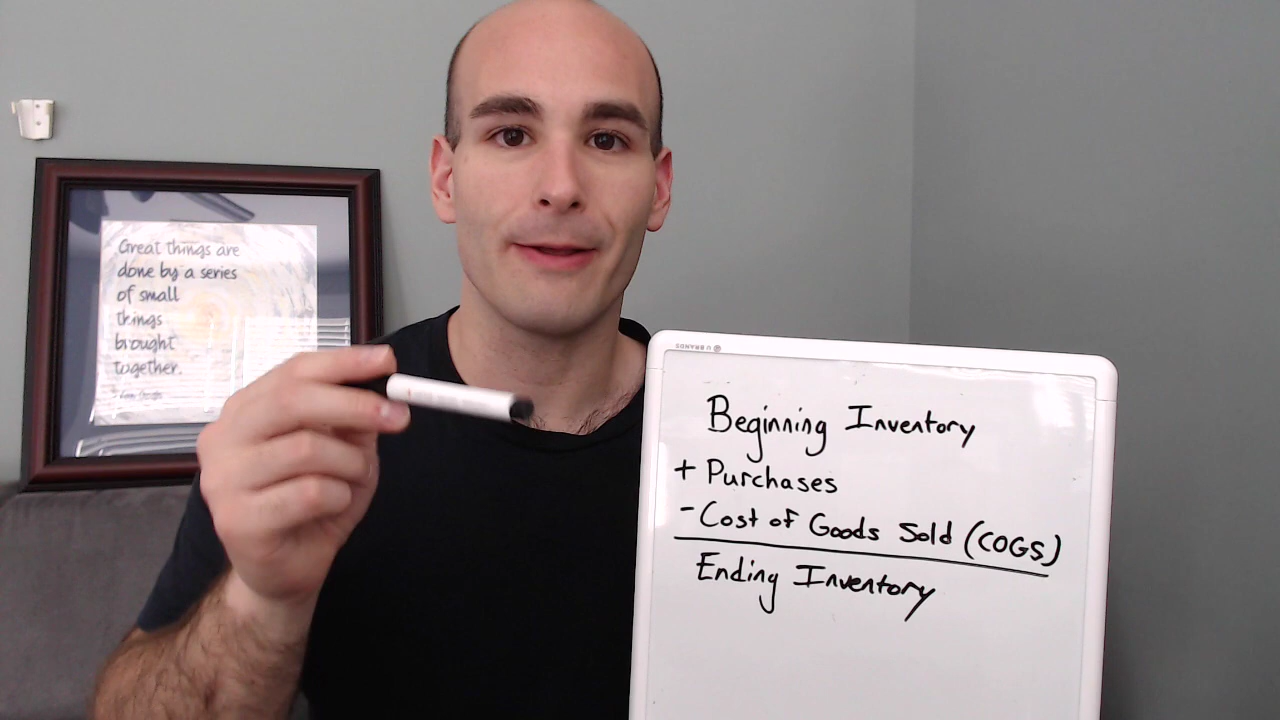 Great things are
done by a series
of small
things
brought
together.
U BRANDS
Beginning Inventory
+ Purchases
- Cost of Goods Sold (COGS)
Ending Inventory